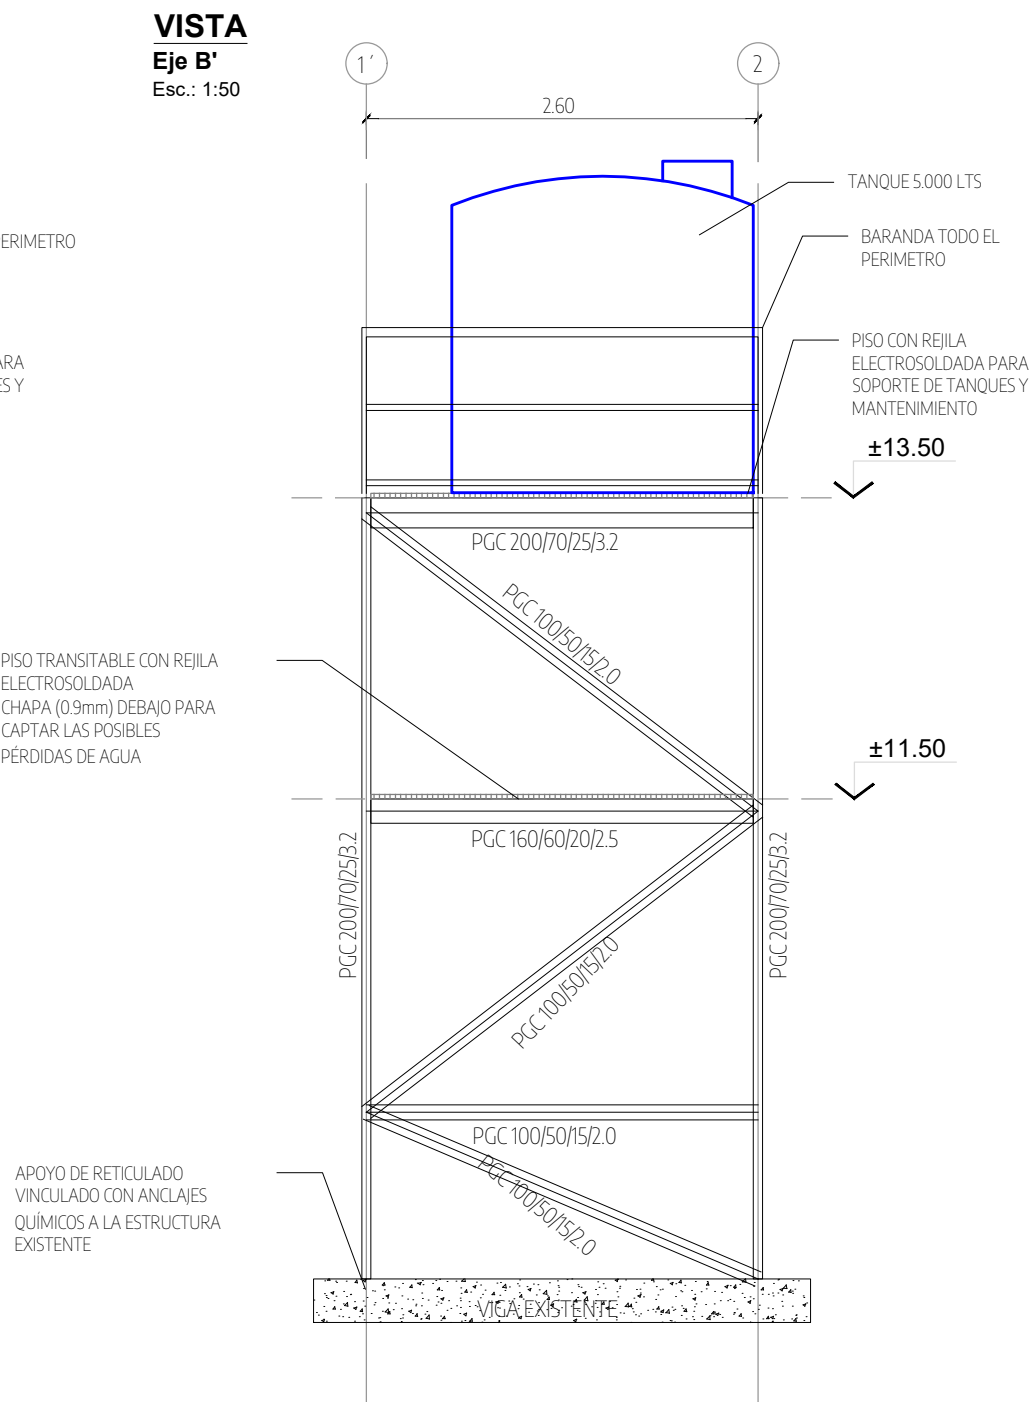 VISTA
Eje B'
Esc.: 1:50
1´
2
2.60
TANQUE 5.000 LTS
BARANDA TODO EL
PERIMETRO
PISO CON REJILA
ELECTROSOLDADA PARA
SOPORTE DE TANQUES Y
MANTENIMIENTO
±13.50
ERIMETRO
ARA
ES Y
PGC 200/70/25/3.2
PGC 100/50/15/2.0
PISO TRANSITABLE CON REJILA
ELECTROSOLDADA
CHAPA (0.9mm) DEBAJO PARA
CAPTAR LAS POSIBLES
PÉRDIDAS DE AGUA
±11.50
PGC 160/60/20/2.5
PGC 200/70/25/3.2
PGC 200/70/25/3.2
PGC 100/50/15/2.0
PGC 100/50/15/2.0
PGC 100/50/15/2.0
APOYO DE RETICULADO
VINCULADO CON ANCLAJES
QUÍMICOS A LA ESTRUCTURA
EXISTENTE
VIGA EXISTENTE